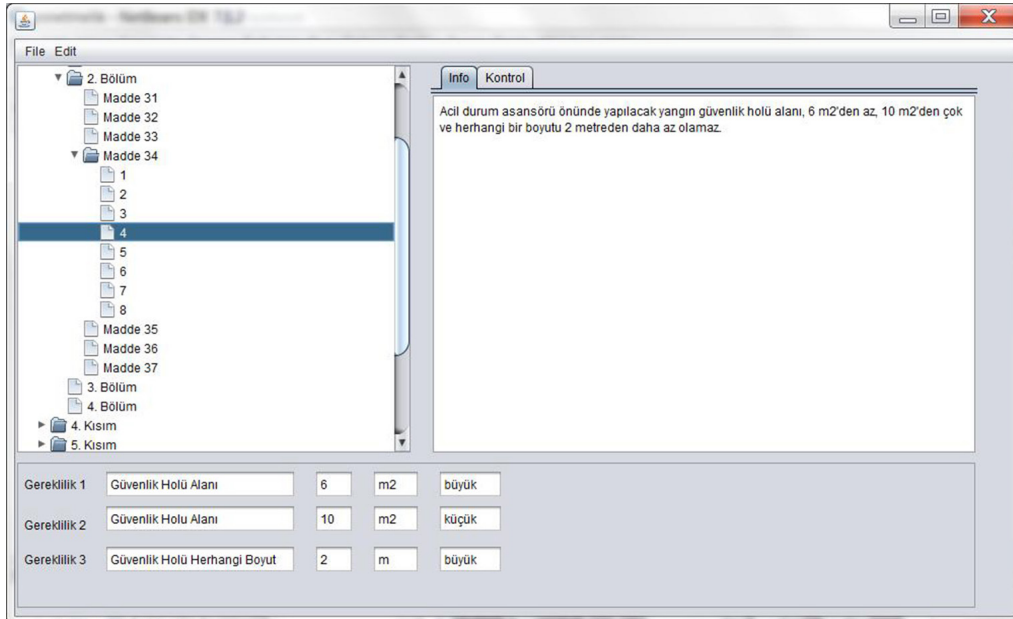 File Edit
2. Bölüm
Madde 31
Madde 32
Madde 33
Madde 34
1
2
3
4
5
6
7
8
Madde 35
Madde 36
Madde 37
3. Bölüm
4. Bölüm
4. Kısım
5. Kısım
Info Kontrol
Acil durum asansörü önünde yapılacak yangın güvenlik holü alanı, 6 m2'den az, 10 m2'den çok
ve herhangi bir boyutu 2 metreden daha az olamaz.
Gereklilik 1 Güvenlik Holü Alanı 6 m2 büyük
Gereklilik 2 Güvenlik Holu Alanı 10 m2 küçük
Gereklilik 3 Güvenlik Holü Herhangi Boyut 2 m büyük